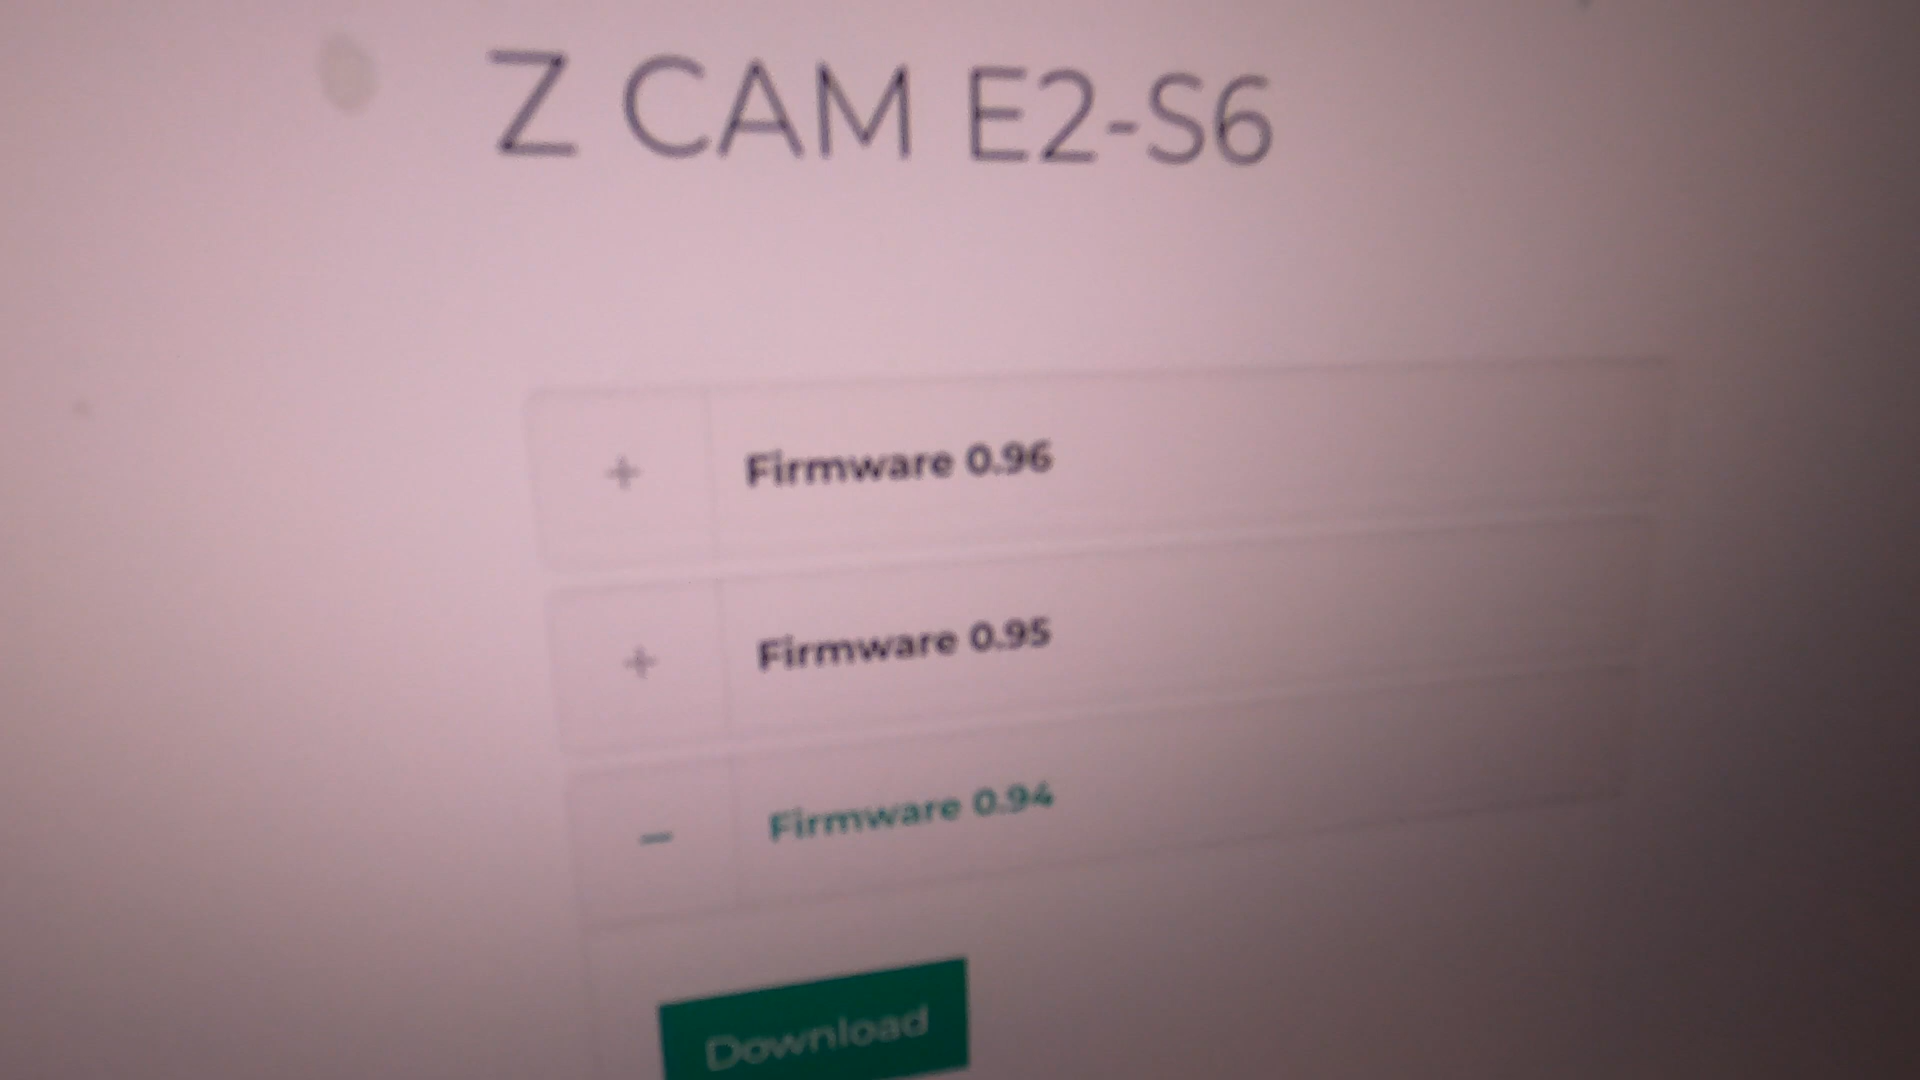 Z CAM E2-S6
+ Firmware 0.96
+ Firmware 0.95
– Firmware 0.94
Download